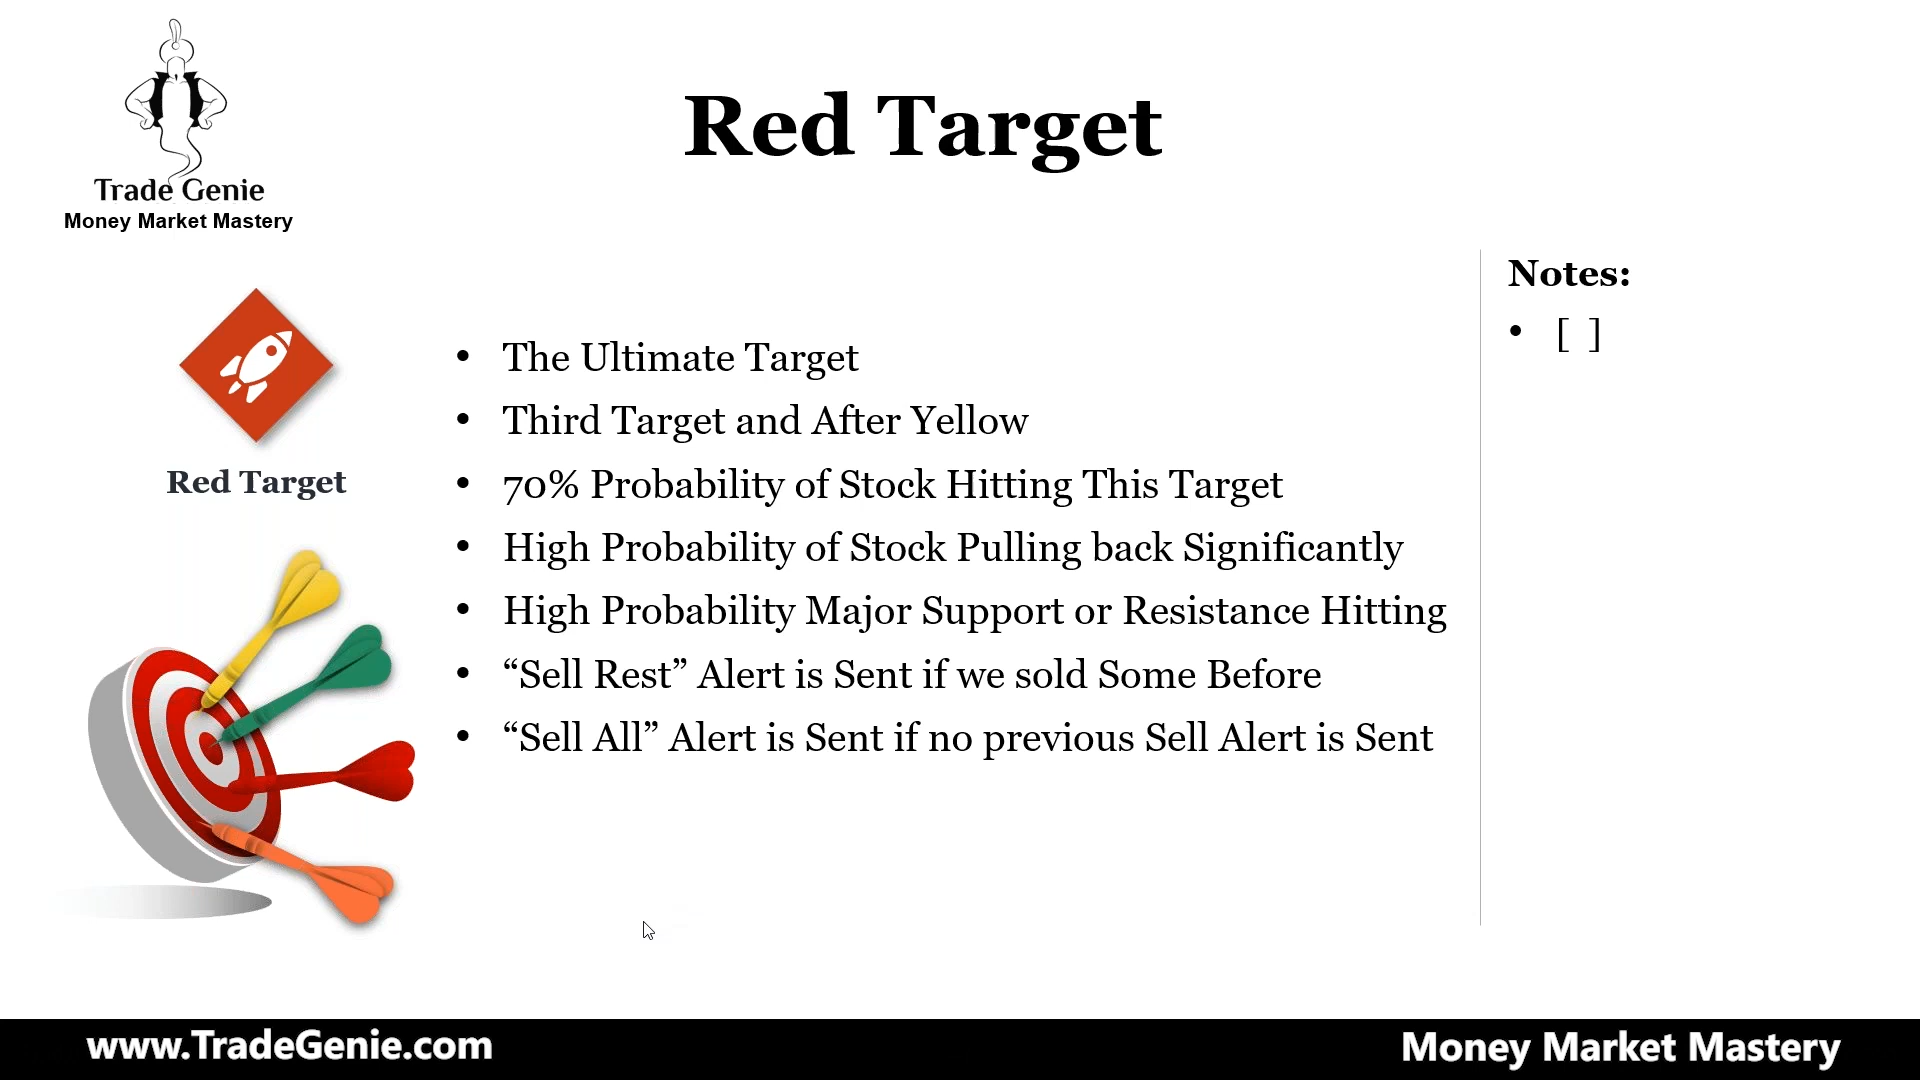 Trade Genie
Money Market Mastery
Red Target
Red Target
• The Ultimate Target
• Third Target and After Yellow
• 70% Probability of Stock Hitting This Target
• High Probability of Stock Pulling back Significantly
• High Probability Major Support or Resistance Hitting
• “Sell Rest” Alert is Sent if we sold Some Before
• “Sell All” Alert is Sent if no previous Sell Alert is Sent
Notes:
• [ ]
www.TradeGenie.com
Money Market Mastery